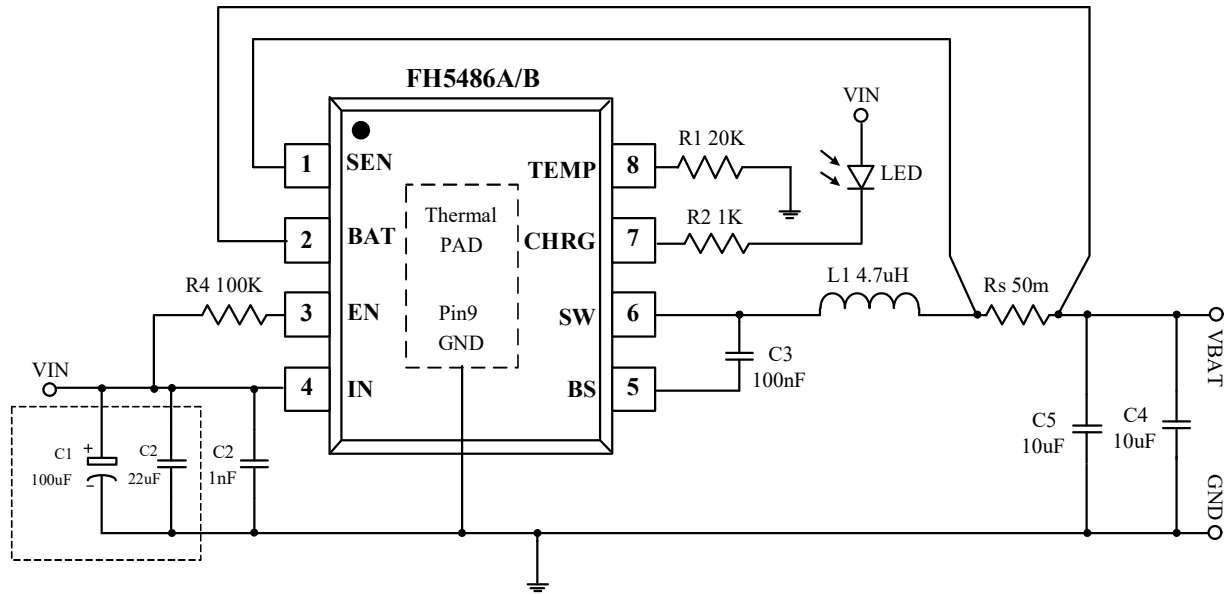 FH5486A/B
VIN
1
SEN
TEMP
8
R1 20K
LED
Thermal
PAD
2
BAT
CHRG
7
R2 1K
R4 100K
3
EN
Pin9
GND
SW
6
L1 4.7uH
Rs 50m
VBAT
VIN
4
IN
BS
5
C3
100nF
C1
100uF
+
−
C2
22uF
C2
1nF
C5
10uF
C4
10uF
GND